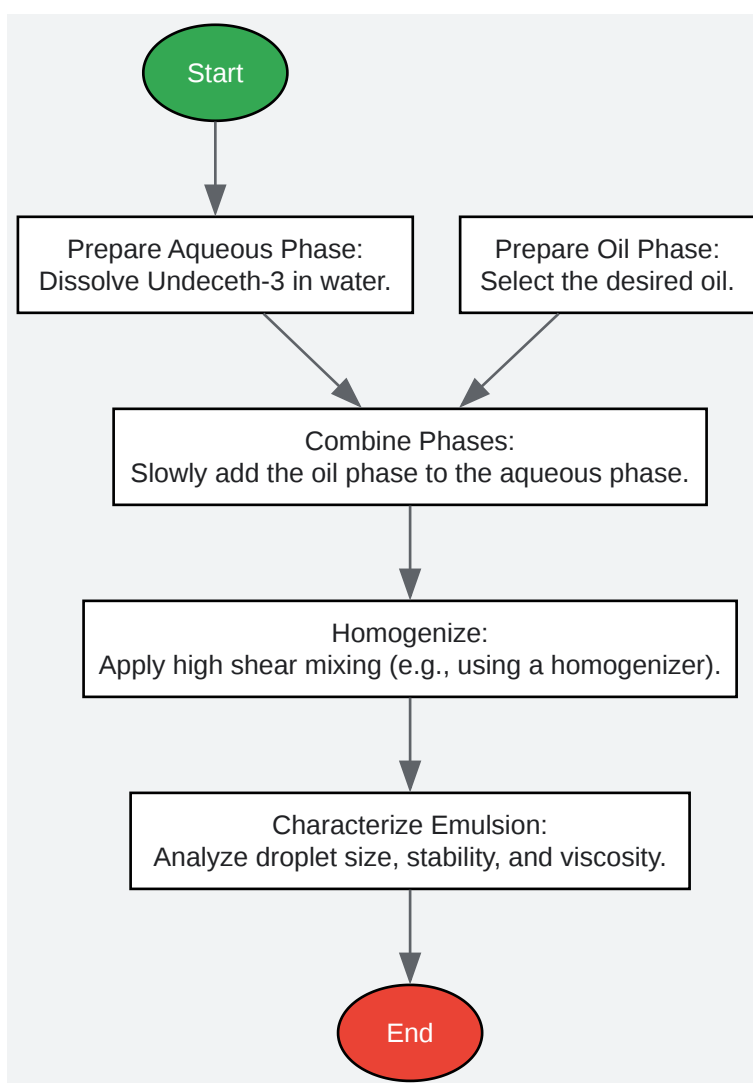 Start
Prepare Aqueous Phase:
Dissolve Undeceth-3 in water.
Prepare Oil Phase:
Select the desired oil.
Combine Phases:
Slowly add the oil phase to the aqueous phase.
Homogenize:
Apply high shear mixing (e.g., using a homogenizer).
Characterize Emulsion:
Analyze droplet size, stability, and viscosity.
End